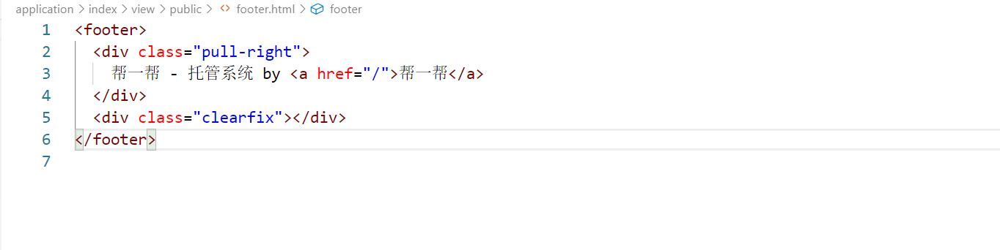 application > index > view > public > <> footer.html > footer
1 <footer>
2 <div class="pull-right">
3 帮一帮 - 托管系统 by <a href="/">帮一帮</a>
4 </div>
5 <div class="clearfix"></div>
6 </footer>
7